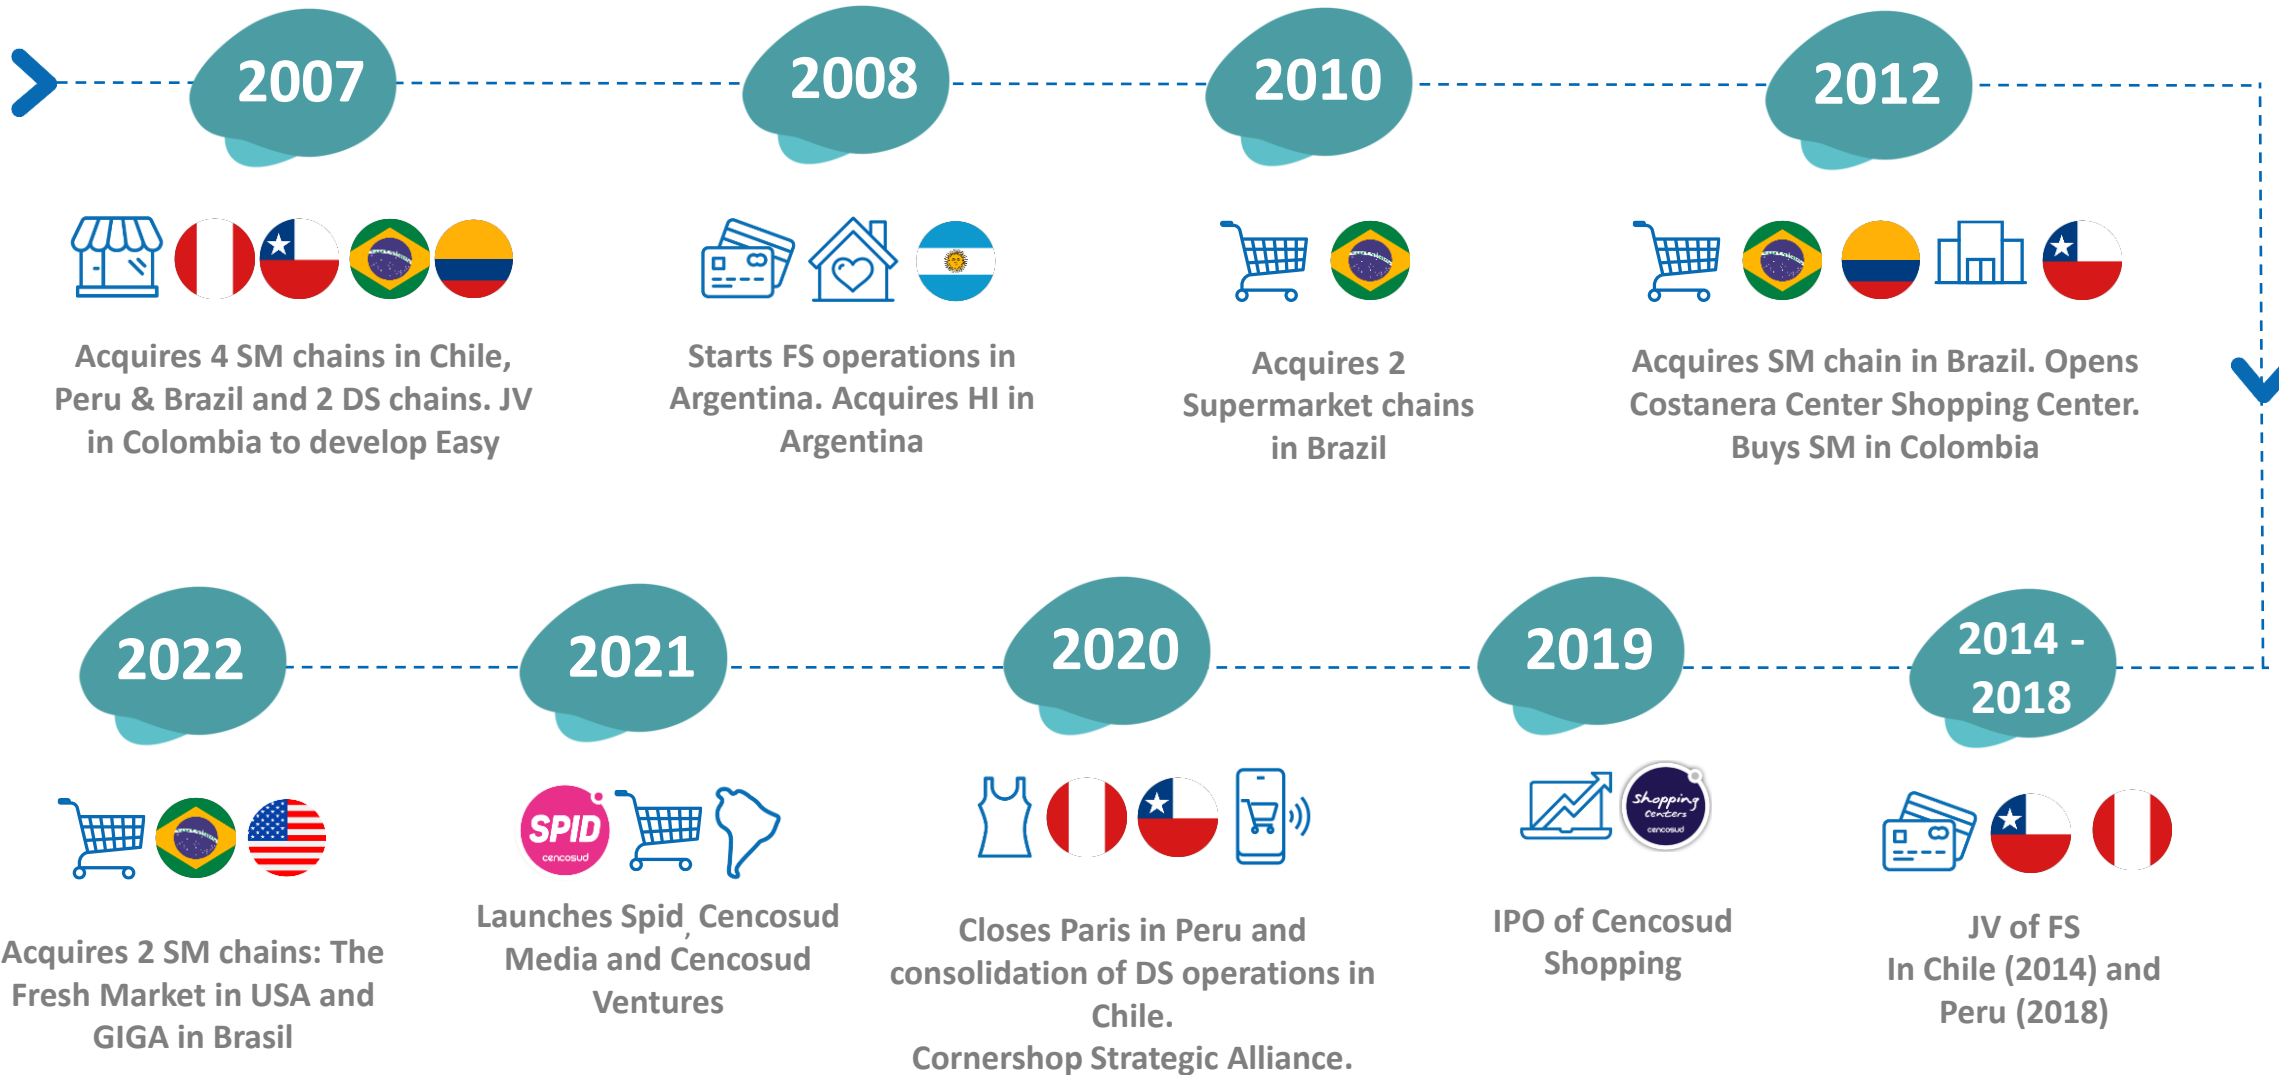 2007
2008
2010
2012
Acquires 4 SM chains in Chile,
Peru & Brazil and 2 DS chains. JV
in Colombia to develop Easy
Starts FS operations in
Argentina. Acquires HI in
Argentina
Acquires 2
Supermarket chains
in Brazil
Acquires SM chain in Brazil. Opens
Costanera Center Shopping Center.
Buys SM in Colombia
2022
2021
2020
2019
2014 -
2018
SPID
cencosud
shopping
centers
cencosud
Acquires 2 SM chains: The
Fresh Market in USA and
GIGA in Brasil
Launches Spid, Cencosud
Media and Cencosud
Ventures
Closes Paris in Peru and
consolidation of DS operations in
Chile.
Cornershop Strategic Alliance.
IPO of Cencosud
Shopping
JV of FS
In Chile (2014) and
Peru (2018)